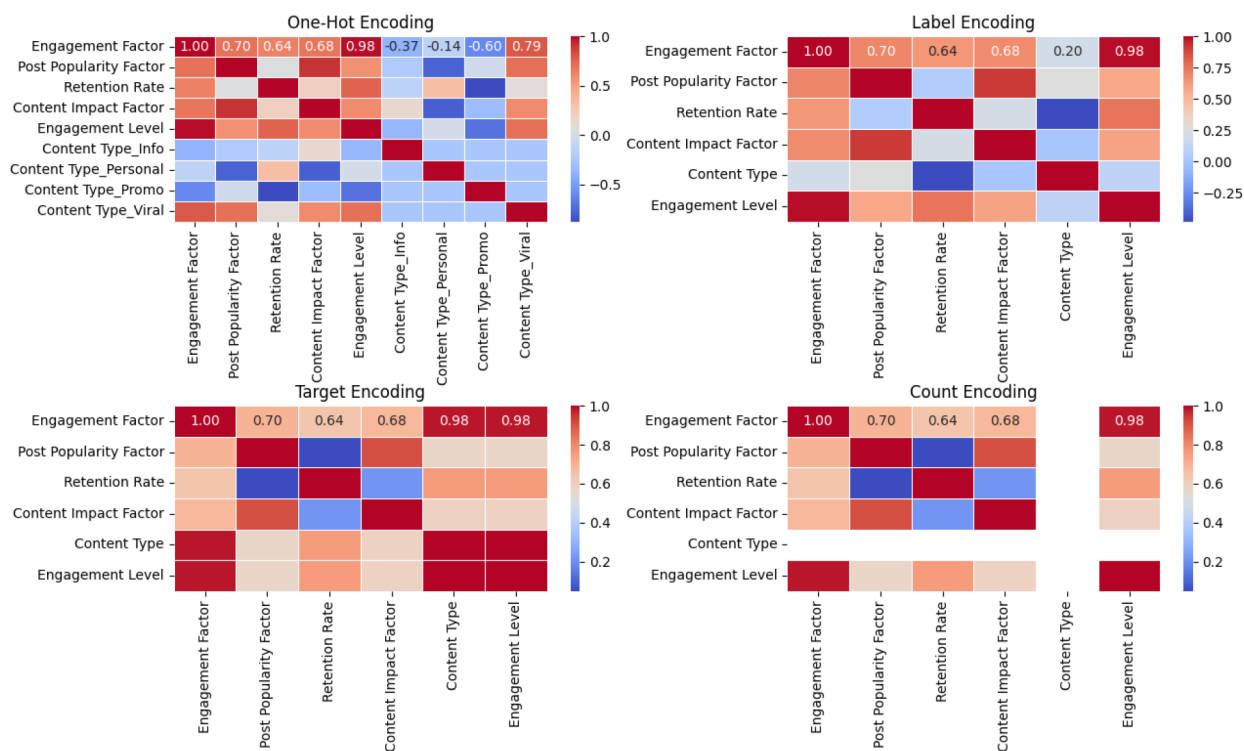 One-Hot Encoding
Engagement Factor 1.00 0.70 0.64 0.68 0.98 -0.37 -0.14 -0.60 0.79
Post Popularity Factor
Retention Rate
Content Impact Factor
Engagement Level
Content Type_Info
Content Type_Personal
Content Type_Promo
Content Type_Viral
1.0
0.5
0.0
−0.5
Engagement Factor
Post Popularity Factor
Retention Rate
Content Impact Factor
Engagement Level
Content Type_Info
Content Type_Personal
Content Type_Promo
Content Type_Viral
Label Encoding
Engagement Factor 1.00 0.70 0.64 0.68 0.20 0.98
Post Popularity Factor
Retention Rate
Content Impact Factor
Content Type
Engagement Level
1.00
0.75
0.50
0.25
0.00
−0.25
Engagement Factor
Post Popularity Factor
Retention Rate
Content Impact Factor
Content Type
Engagement Level
Target Encoding
Engagement Factor 1.00 0.70 0.64 0.68 0.98 0.98
Post Popularity Factor
Retention Rate
Content Impact Factor
Content Type
Engagement Level
1.0
0.8
0.6
0.4
0.2
Engagement Factor
Post Popularity Factor
Retention Rate
Content Impact Factor
Content Type
Engagement Level
Count Encoding
Engagement Factor 1.00 0.70 0.64 0.68 0.98
Post Popularity Factor
Retention Rate
Content Impact Factor
Content Type
Engagement Level
1.0
0.8
0.6
0.4
0.2
Engagement Factor
Post Popularity Factor
Retention Rate
Content Impact Factor
Content Type
Engagement Level